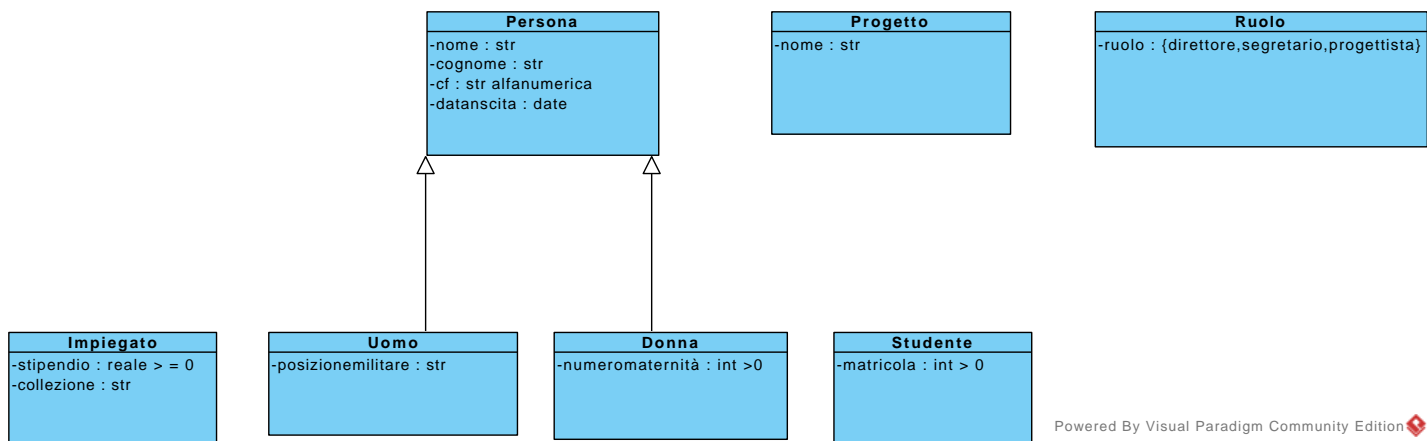 Persona
-nome : str
-cognome : str
-cf : str alfanumerica
-datanscita : date
Progetto
-nome : str
Ruolo
-ruolo : {direttore,segretario,progettista}
Impiegato
-stipendio : reale > = 0
-collezione : str
Uomo
-posizionemilitare : str
Donna
-numeromaternità : int >0
Studente
-matricola : int > 0
Powered By Visual Paradigm Community Edition